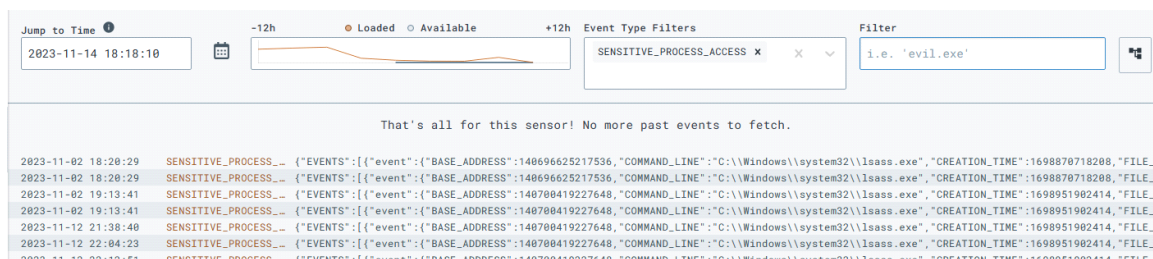 Jump to Time
-12h Loaded Available +12h
Event Type Filters
Filter
2023-11-14 18:18:10
SENSITIVE_PROCESS_ACCESS ×
i.e. 'evil.exe'
That's all for this sensor! No more past events to fetch.
2023-11-02 18:20:29 SENSITIVE_PROCESS_… {"EVENTS":[{"event":{"BASE_ADDRESS":140696625217536,"COMMAND_LINE":"C:\\Windows\\system32\\lsass.exe","CREATION_TIME":1698870718208,"FILE_
2023-11-02 18:20:29 SENSITIVE_PROCESS_… {"EVENTS":[{"event":{"BASE_ADDRESS":140696625217536,"COMMAND_LINE":"C:\\Windows\\system32\\lsass.exe","CREATION_TIME":1698870718208,"FILE_
2023-11-02 19:13:41 SENSITIVE_PROCESS_… {"EVENTS":[{"event":{"BASE_ADDRESS":140700419227648,"COMMAND_LINE":"C:\\Windows\\system32\\lsass.exe","CREATION_TIME":1698951902414,"FILE_
2023-11-02 19:13:41 SENSITIVE_PROCESS_… {"EVENTS":[{"event":{"BASE_ADDRESS":140700419227648,"COMMAND_LINE":"C:\\Windows\\system32\\lsass.exe","CREATION_TIME":1698951902414,"FILE_
2023-11-12 21:38:40 SENSITIVE_PROCESS_… {"EVENTS":[{"event":{"BASE_ADDRESS":140700419227648,"COMMAND_LINE":"C:\\Windows\\system32\\lsass.exe","CREATION_TIME":1698951902414,"FILE_
2023-11-12 22:04:23 SENSITIVE_PROCESS_… {"EVENTS":[{"event":{"BASE_ADDRESS":140700419227648,"COMMAND_LINE":"C:\\Windows\\system32\\lsass.exe","CREATION_TIME":1698951902414,"FILE_